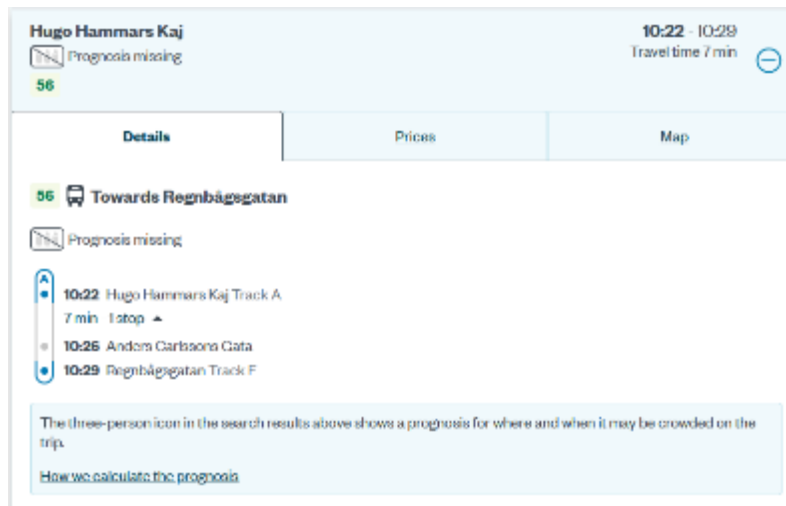 Hugo Hammars Kaj
10:22 - 10:29
Prognosis missing
Travel time 7 min
56
Details
Prices
Map
56 Towards Regnbågsgatan
Prognosis missing
A
10:22 Hugo Hammars Kaj Track A
7 min 1 stop
10:26 Anders Carlssons Gata
10:29 Regnbågsgatan Track F
The three-person icon in the search results above shows a prognosis for where and when it may be crowded on the
trip.
How we calculate the prognosis